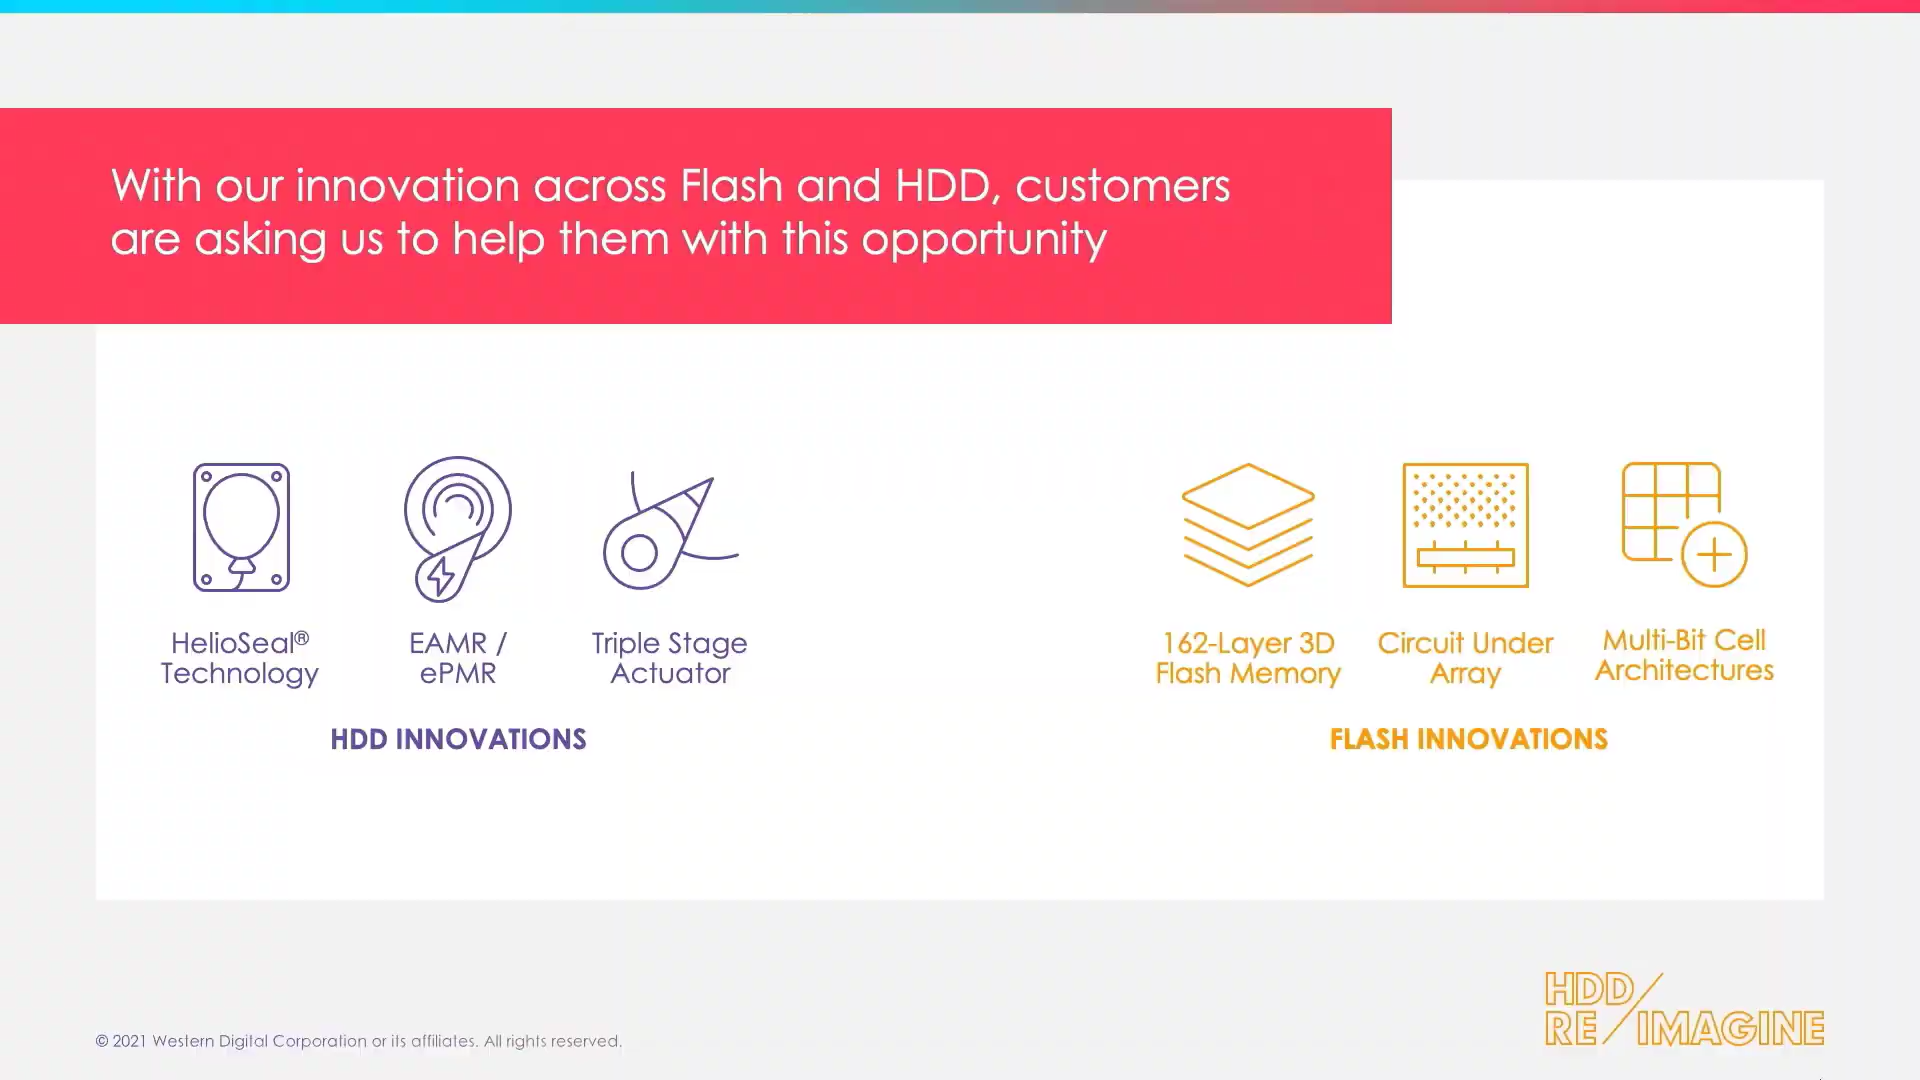 With our innovation across Flash and HDD, customers
are asking us to help them with this opportunity
HelioSeal®
Technology
EAMR /
ePMR
Triple Stage
Actuator
HDD INNOVATIONS
162-Layer 3D
Flash Memory
Circuit Under
Array
Multi-Bit Cell
Architectures
FLASH INNOVATIONS
© 2021 Western Digital Corporation or its affiliates. All rights reserved.
HDD/
RE/IMAGINE